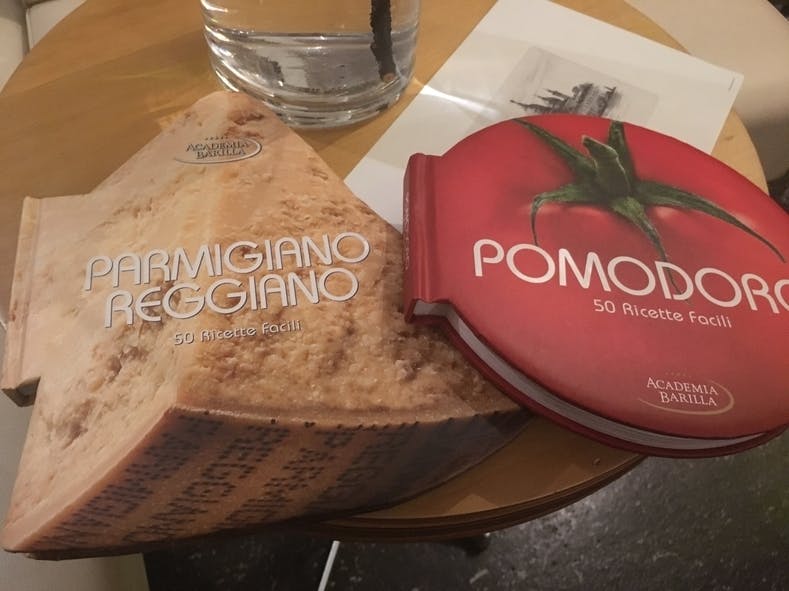 ACADEMIA
BARILLA
PARMIGIANO
REGGIANO
50 Ricette Facili
POMODORO
50 Ricette Facili
ACADEMIA
BARILLA